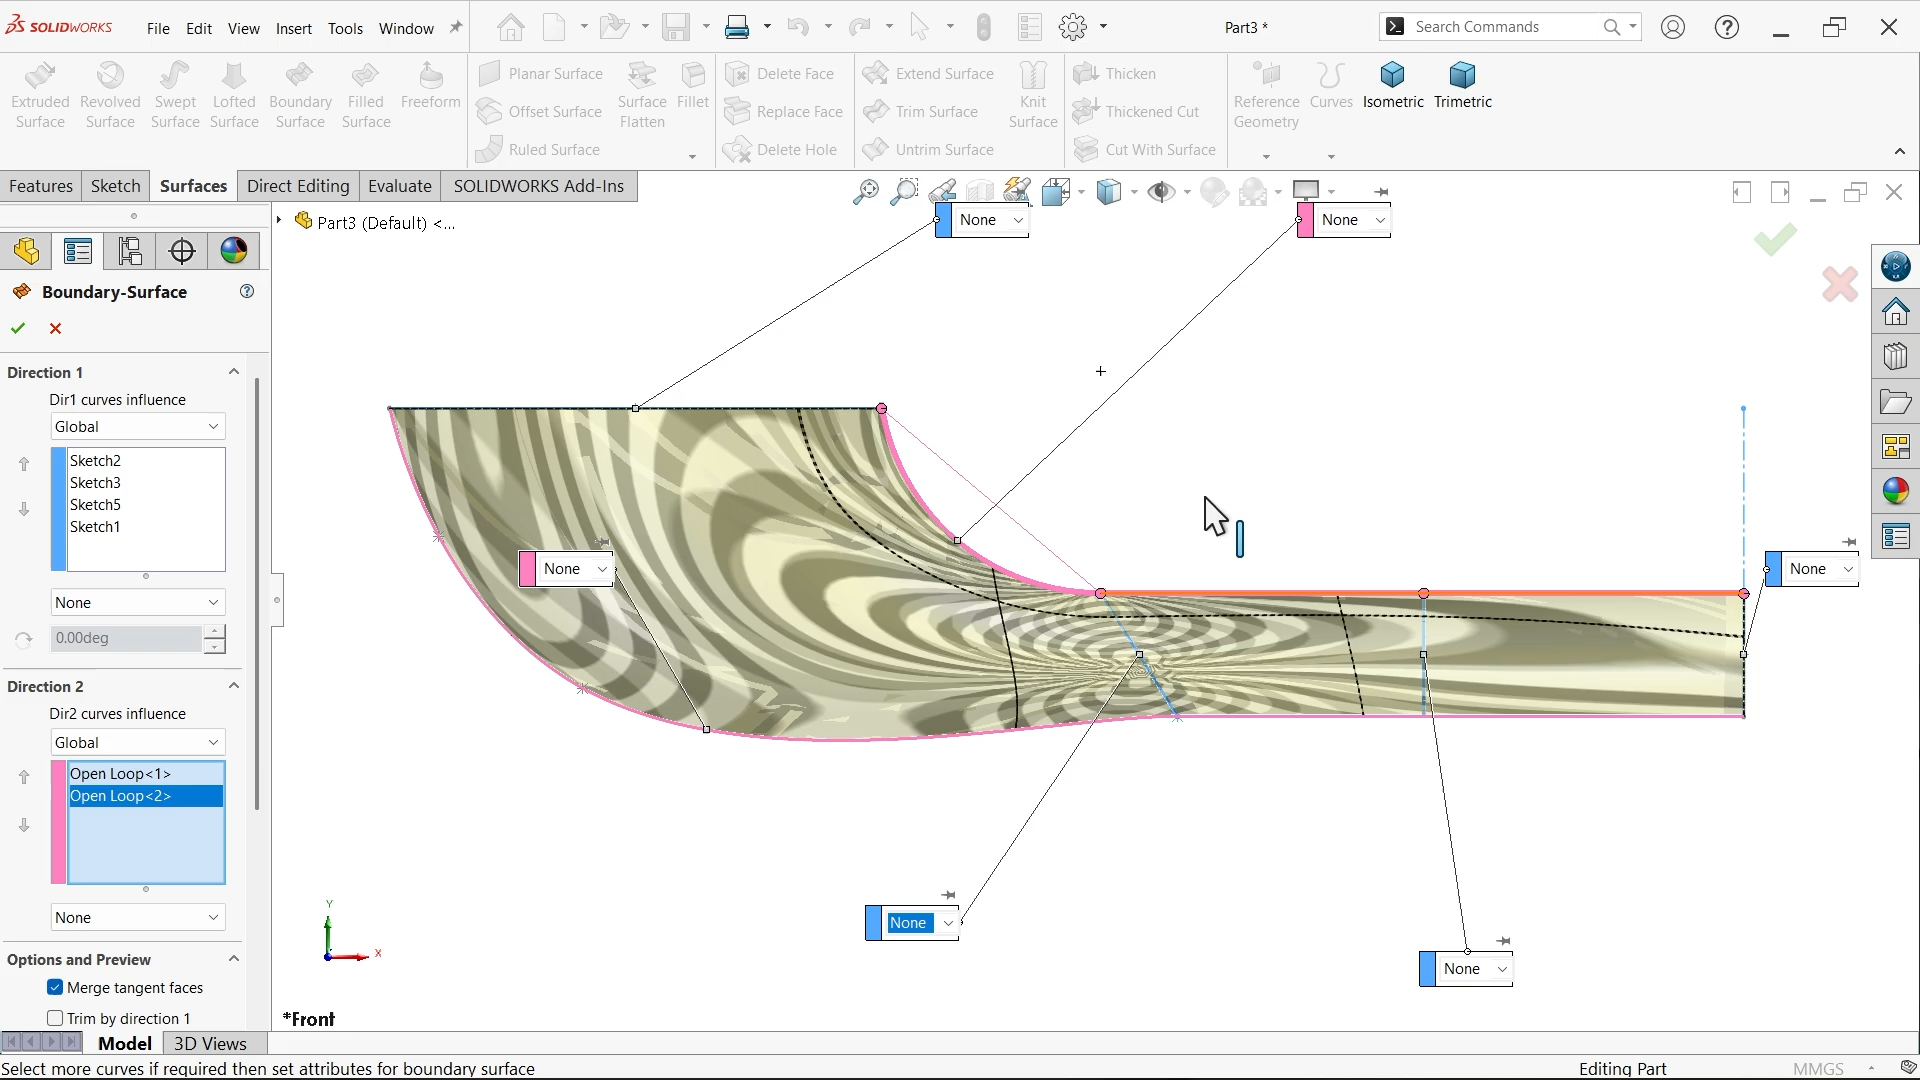 SOLIDWORKS File Edit View Insert Tools Window Part3 * Search Commands
Extruded Surface
Revolved Surface
Swept Surface
Lofted Surface
Boundary Surface
Filled Surface
Freeform
Planar Surface
Offset Surface
Ruled Surface
Surface Flatten
Fillet
Delete Face
Replace Face
Delete Hole
Extend Surface
Trim Surface
Untrim Surface
Knit Surface
Thicken
Thickened Cut
Cut With Surface
Reference Geometry
Curves
Isometric
Trimetric
Features Sketch Surfaces Direct Editing Evaluate SOLIDWORKS Add-Ins
Part3 (Default) <...
None
None
Boundary-Surface
Direction 1
Dir1 curves influence
Global
Sketch2
Sketch3
Sketch5
Sketch1
None
0.00deg
Direction 2
Dir2 curves influence
Global
Open Loop<1>
Open Loop<2>
None
Options and Preview
Merge tangent faces
Trim by direction 1
None
None
None
None
Y
X
*Front
Model 3D Views
Select more curves if required then set attributes for boundary surface
Editing Part
MMGS